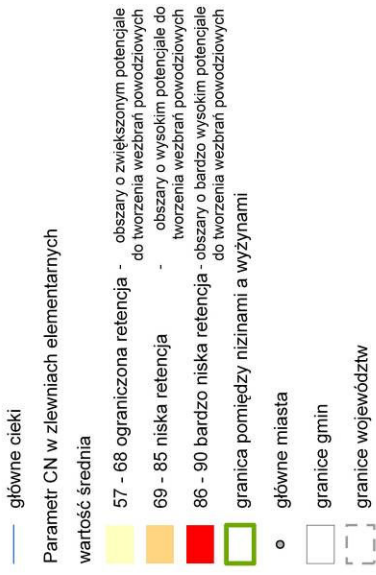 główne cieki
Parametr CN w zlewniach elementarnych
wartość średnia
57 - 68 ograniczona retencja - obszary o zwiększonym potencjale
do tworzenia wezbrań powodziowych
69 - 85 niska retencja - obszary o wysokim potencjale do
tworzenia wezbrań powodziowych
86 - 90 bardzo niska retencja - obszary o bardzo wysokim potencjale
do tworzenia wezbrań powodziowych
granica pomiędzy nizinami a wyżynami
główne miasta
granice gmin
granice województw